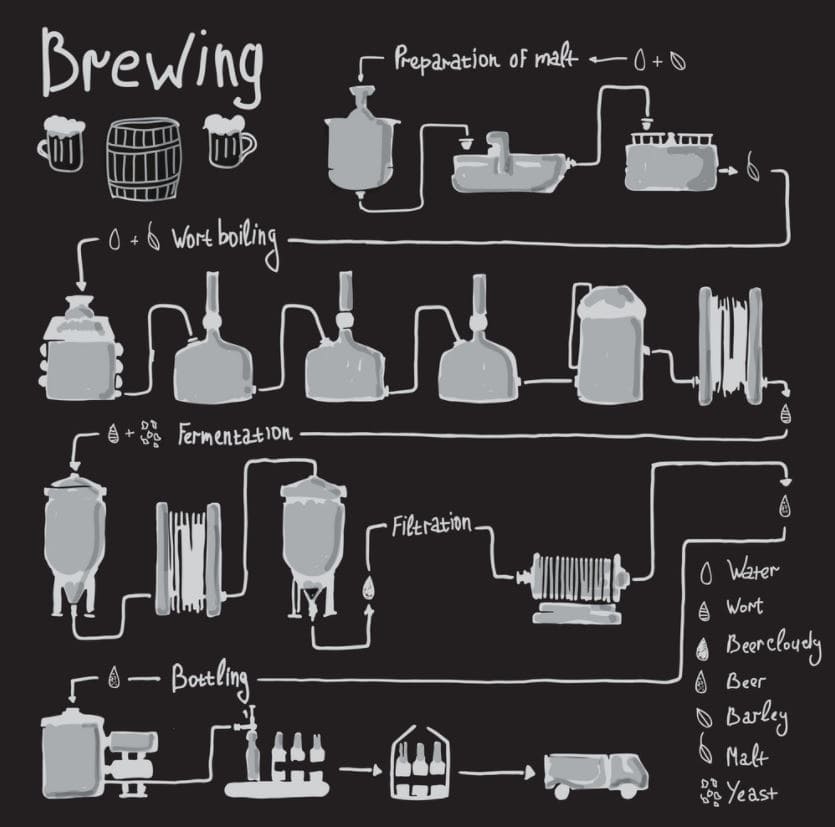 Brewing
Preparation of malt
+
+ Wort boiling
+ Fermentation
Filtration
Bottling
Water
Wort
Beer cloudy
Beer
Barley
Malt
Yeast